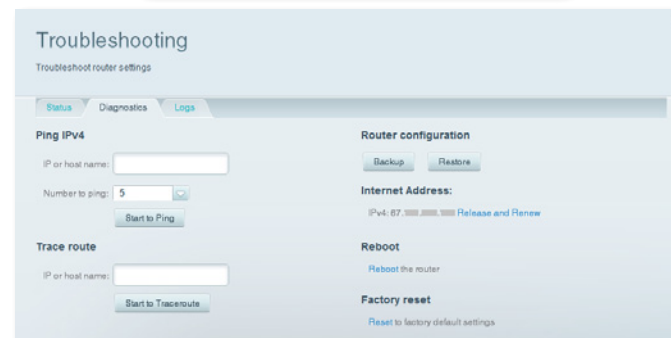 Troubleshooting
Troubleshoot router settings
Status Diagnostics Logs
Ping IPv4
IP or host name:
Number to ping: 5
Start to Ping
Trace route
IP or host name:
Start to Traceroute
Router configuration
Backup Restore
Internet Address:
IPv4: 67. Release and Renew
Reboot
Reboot the router
Factory reset
Reset to factory default settings